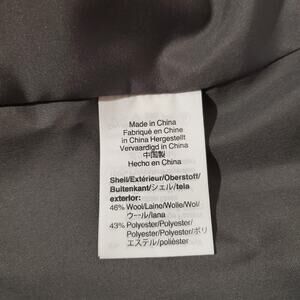 Made in China
Fabriqué en Chine
in China Hergestellt
Vervaardigd in China
中国製
Hecho en China
Shell/Extérieur/Oberstoff/
Buitenkant/シェル/tela
exterior:
46% Wool/Laine/Wolle/Wol/
ウール/lana
43% Polyester/Polyester/
Polyester/Polyester/ポリ
エステル/poliéster